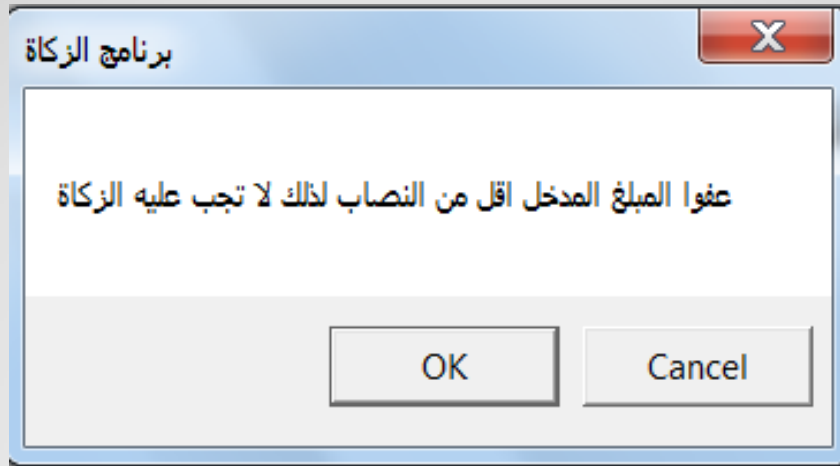 برنامج الزكاة
عفوا المبلغ المدخل اقل من النصاب لذلك لا تجب عليه الزكاة
OK
Cancel